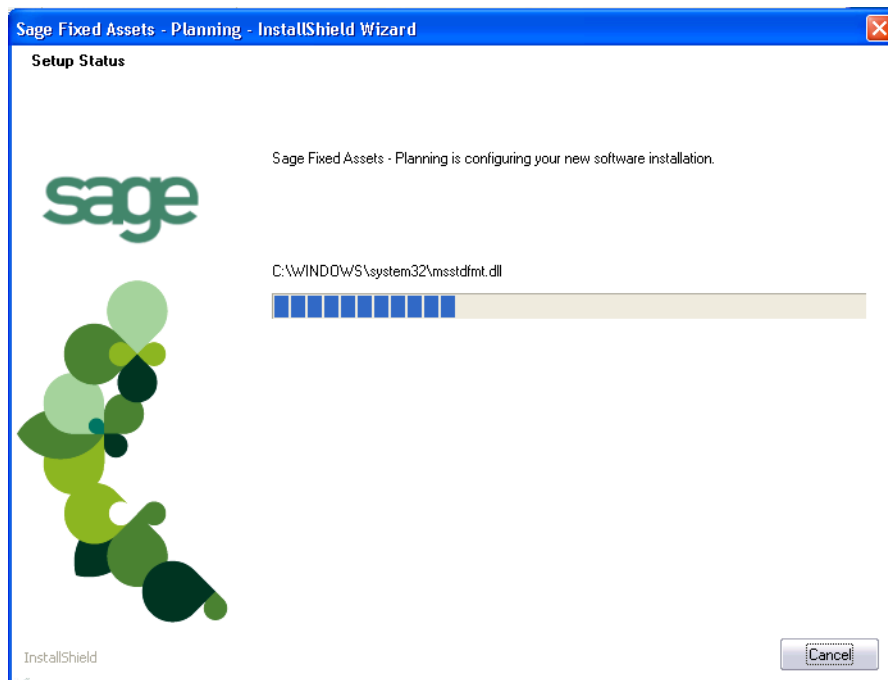 Sage Fixed Assets - Planning - InstallShield Wizard
Setup Status
Sage Fixed Assets - Planning is configuring your new software installation.
sage
C:\WINDOWS\system32\msstdfmt.dll
InstallShield
Cancel